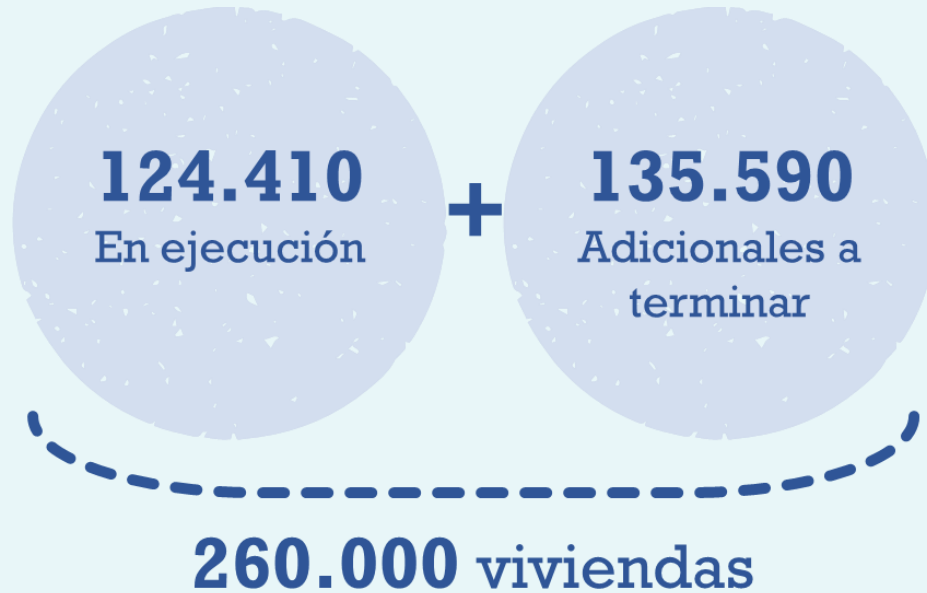 124.410
En ejecución
+
135.590
Adicionales a
terminar
260.000 viviendas